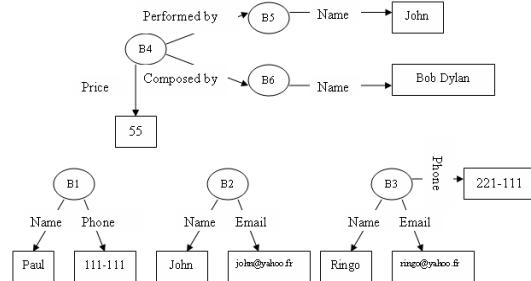 Performed by
B5
Name
John
B4
Composed by
B6
Name
Bob Dylan
Price
55
B1
Name
Phone
Paul
111-111
B2
Name
Email
John
john@yahoo.fr
B3
Phone
221-111
Name
Email
Ringo
ringo@yahoo.fr